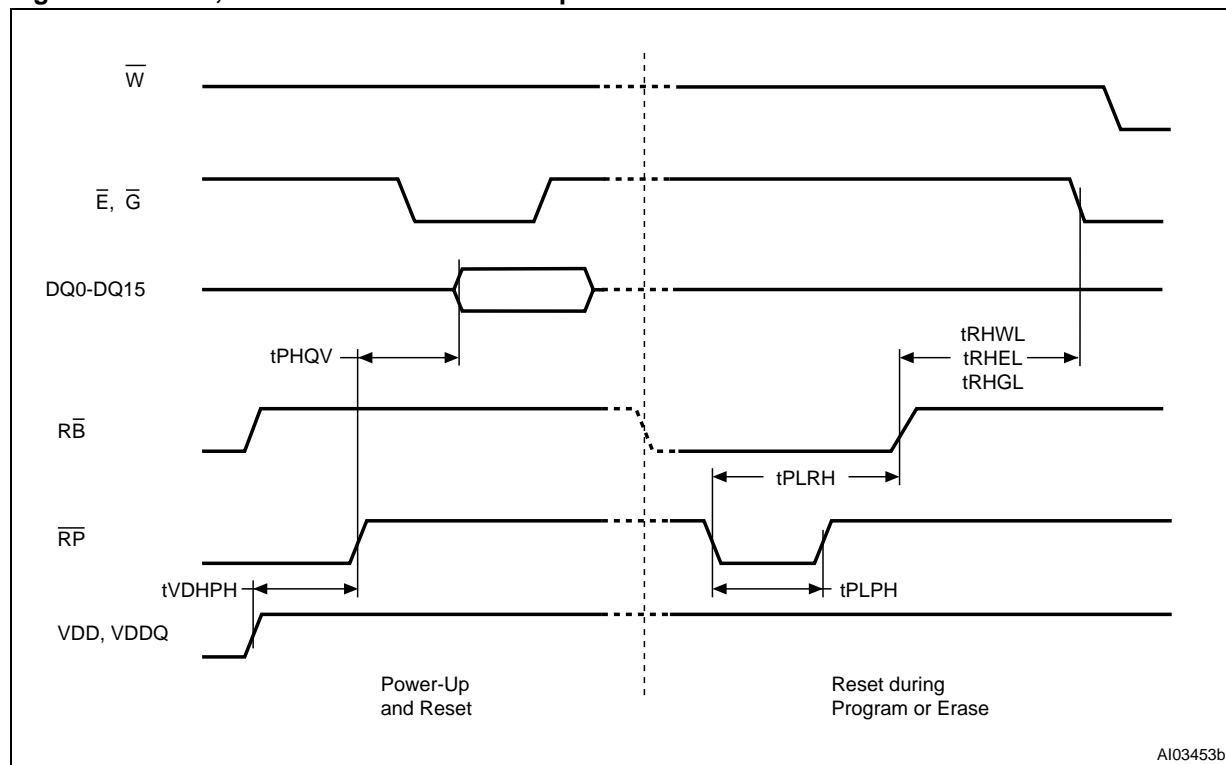 W̅
E̅, G̅
DQ0-DQ15
tPHQV
tRHWL
tRHEL
tRHGL
RB̅
tPLRH
R̅P̅
tVDHPH
tPLPH
VDD, VDDQ
Power-Up
and Reset
Reset during
Program or Erase
AI03453b